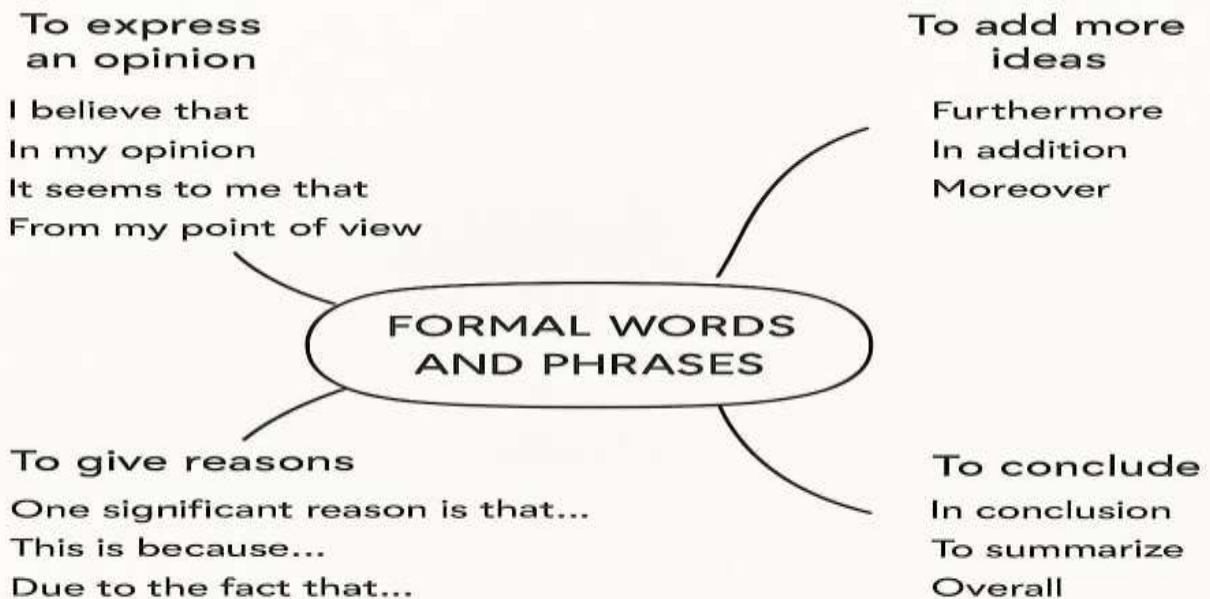 To express
an opinion
I believe that
In my opinion
It seems to me that
From my point of view
To add more
ideas
Furthermore
In addition
Moreover
FORMAL WORDS
AND PHRASES
To give reasons
One significant reason is that...
This is because...
Due to the fact that...
To conclude
In conclusion
To summarize
Overall